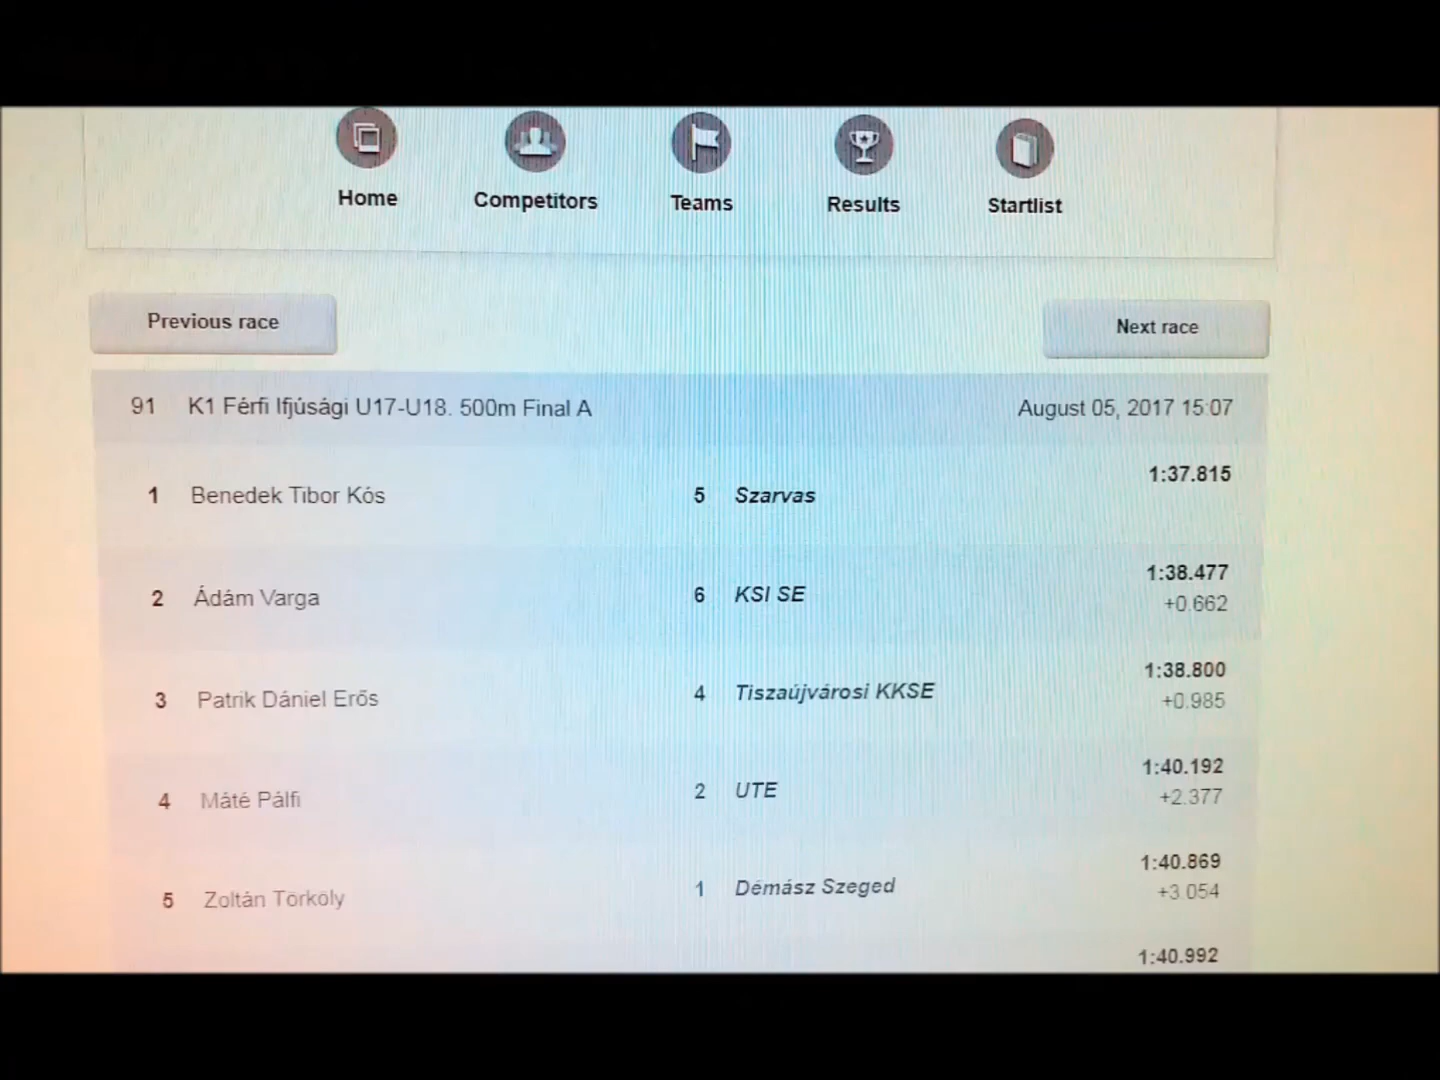 Home Competitors Teams Results Startlist
Previous race Next race
91 K1 Férfi Ifjúsági U17-U18. 500m Final A August 05, 2017 15:07
1 Benedek Tibor Kós 5 Szarvas 1:37.815
2 Ádám Varga 6 KSI SE 1:38.477
+0.662
3 Patrik Dániel Erős 4 Tiszaújvárosi KKSE 1:38.800
+0.985
4 Máté Pálfi 2 UTE 1:40.192
+2.377
5 Zoltán Törköly 1 Démász Szeged 1:40.869
+3.054
1:40.992